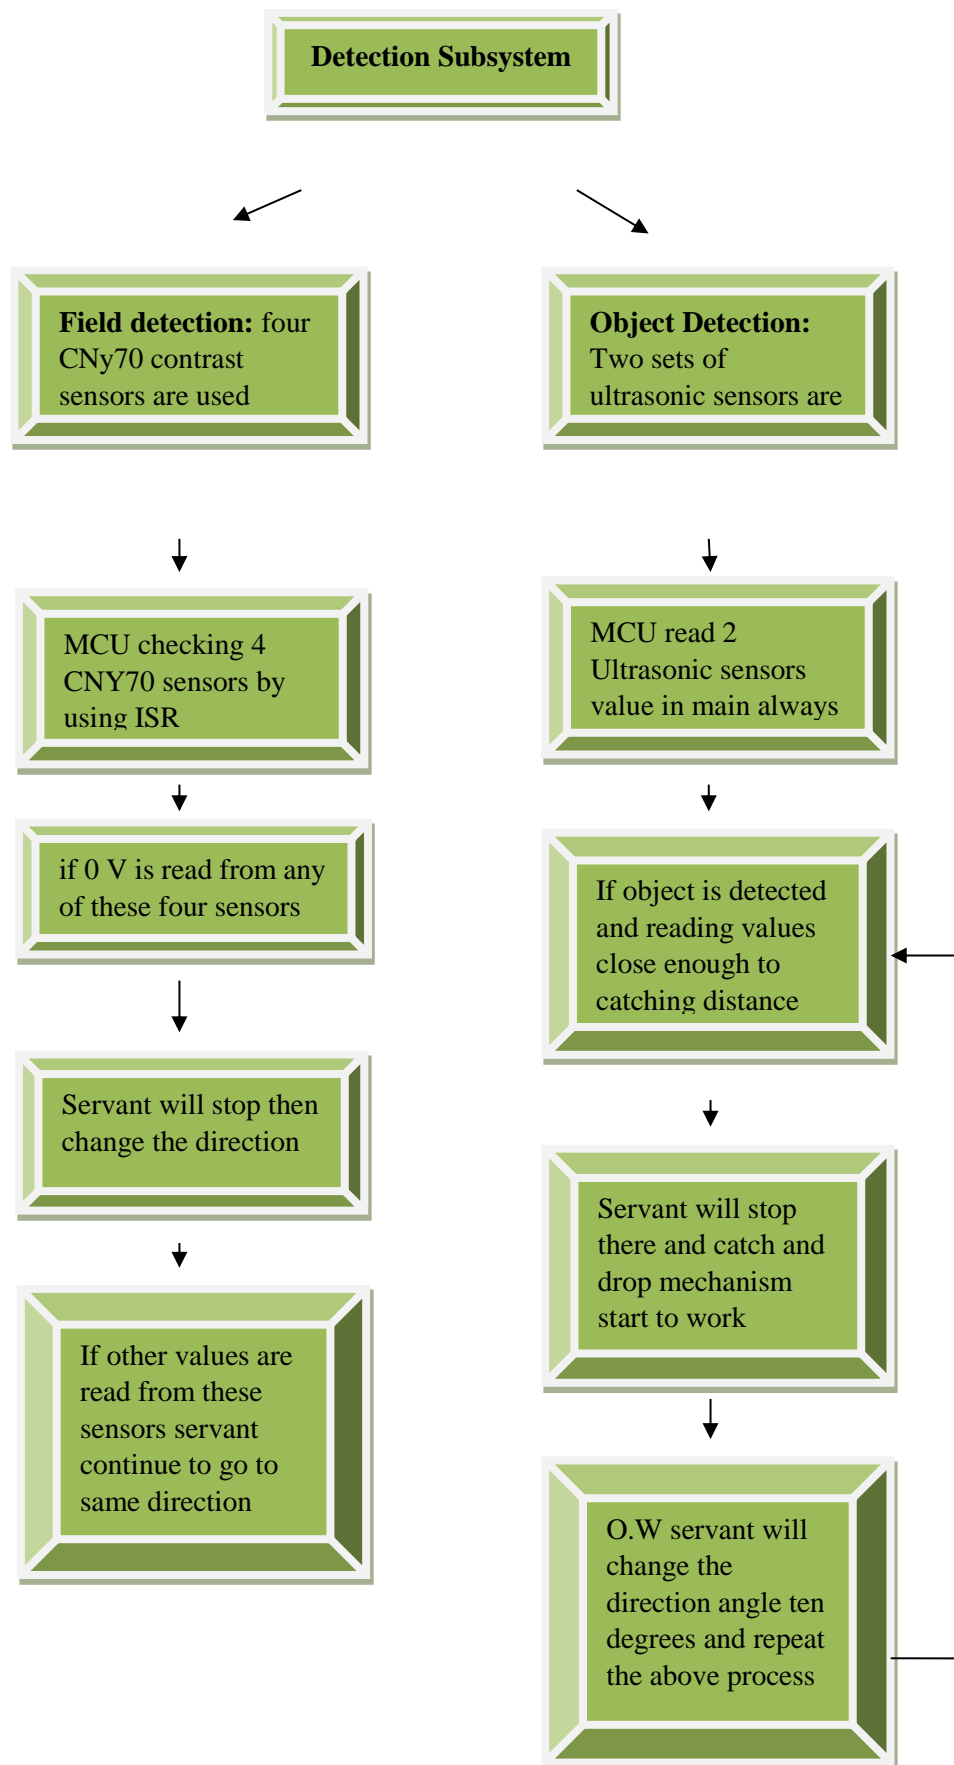 Detection Subsystem
Field detection: four
CNy70 contrast
sensors are used
MCU checking 4
CNY70 sensors by
using ISR
if 0 V is read from any
of these four sensors
Servant will stop then
change the direction
If other values are
read from these
sensors servant
continue to go to
same direction
Object Detection:
Two sets of
ultrasonic sensors are
MCU read 2
Ultrasonic sensors
value in main always
If object is detected
and reading values
close enough to
catching distance
Servant will stop
there and catch and
drop mechanism
start to work
O.W servant will
change the
direction angle ten
degrees and repeat
the above process